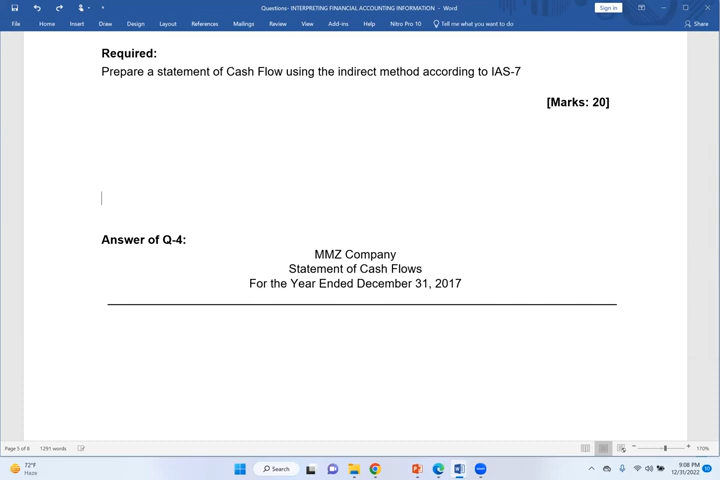 Questions- INTERPRETING FINANCIAL ACCOUNTING INFORMATION - Word
Sign in
File Home Insert Draw Design Layout References Mailings Review View Add-ins Help Nitro Pro 10 Tell me what you want to do Share
Required:
Prepare a statement of Cash Flow using the indirect method according to IAS-7
[Marks: 20]
Answer of Q-4:
MMZ Company
Statement of Cash Flows
For the Year Ended December 31, 2017
Page 5 of 8 1291 words 170%
72°F
Haze
Search
9:08 PM
12/31/2022
10